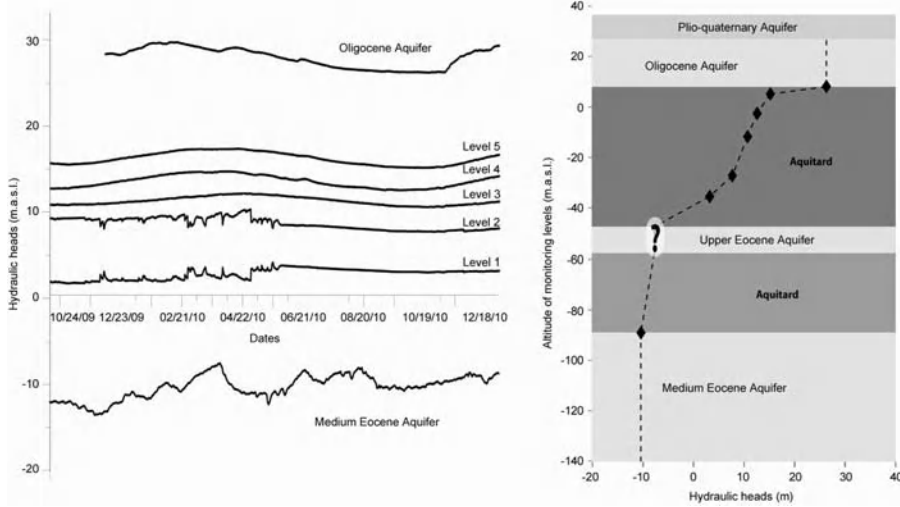 30
20
10
0
-10
-20
Hydraulic heads (m.a.s.l.)
Oligocene Aquifer
Level 5
Level 4
Level 3
Level 2
Level 1
10/24/09 12/23/09 02/21/10 04/22/10 06/21/10 08/20/10 10/19/10 12/18/10
Dates
Medium Eocene Aquifer
40
20
0
-20
-40
-60
-80
-100
-120
-140
Altitude of monitoring levels (m.a.s.l.)
Plio-quaternary Aquifer
Oligocene Aquifer
Aquitard
?
Upper Eocene Aquifer
Aquitard
Medium Eocene Aquifer
-20 -10 0 10 20 30 40
Hydraulic heads (m)